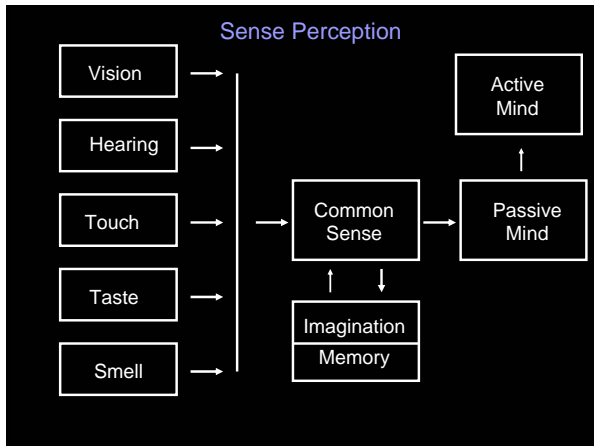 Sense Perception
Vision
Hearing
Touch
Taste
Smell
Common
Sense
Imagination
Memory
Passive
Mind
Active
Mind